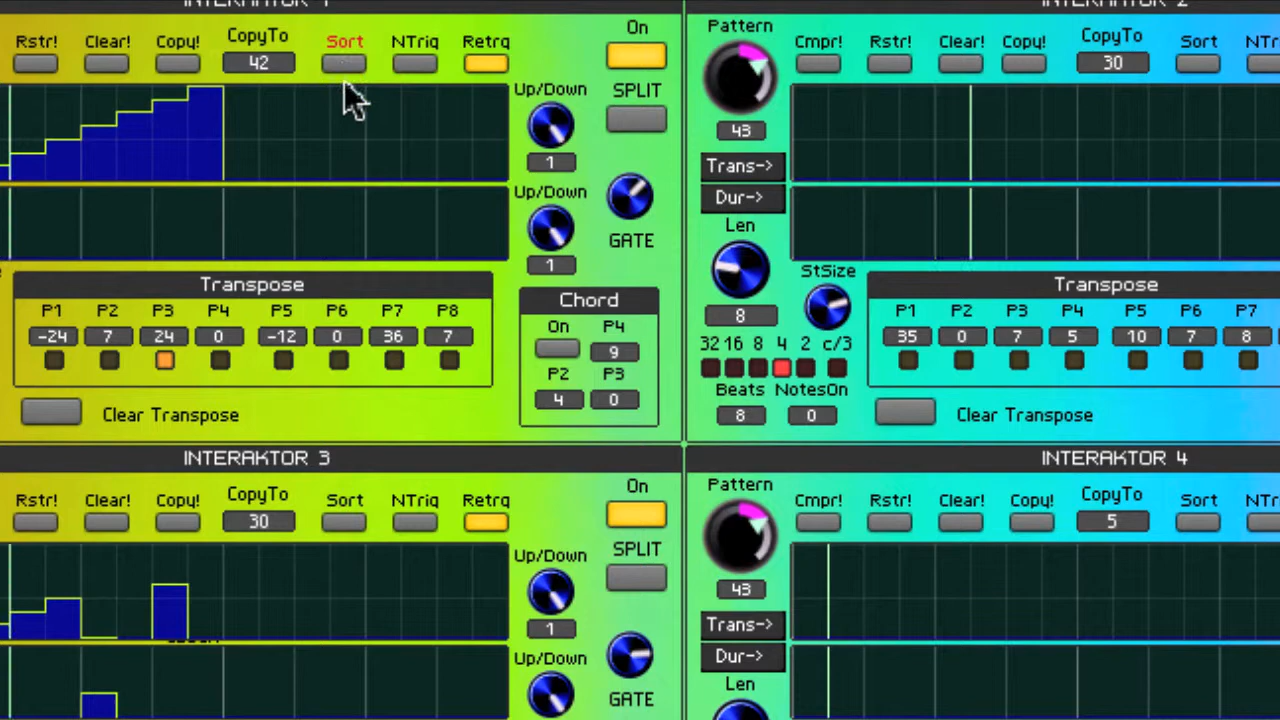 INTERAKTOR 1
INTERAKTOR 2
Rstr! Clear! Copy! CopyTo Sort NTrig Retrg On
42
Up/Down SPLIT
1
Up/Down
1
GATE
Transpose
P1 P2 P3 P4 P5 P6 P7 P8
-24 7 24 0 -12 0 36 7
Clear Transpose
Chord
On P4
9
P2 P3
4 0
Pattern Cmpr! Rstr! Clear! Copy! CopyTo Sort
30
43
Trans->
Dur->
Len
8
StSize
32 16 8 4 2 c/3
Beats NotesOn
8 0
Transpose
P1 P2 P3 P4 P5 P6 P7
35 0 7 5 10 7 8
Clear Transpose
INTERAKTOR 3
Rstr! Clear! Copy! CopyTo Sort NTrig Retrg On
30
SPLIT
Up/Down
1
Up/Down
GATE
INTERAKTOR 4
Pattern Cmpr! Rstr! Clear! Copy! CopyTo Sort
5
43
Trans->
Dur->
Len